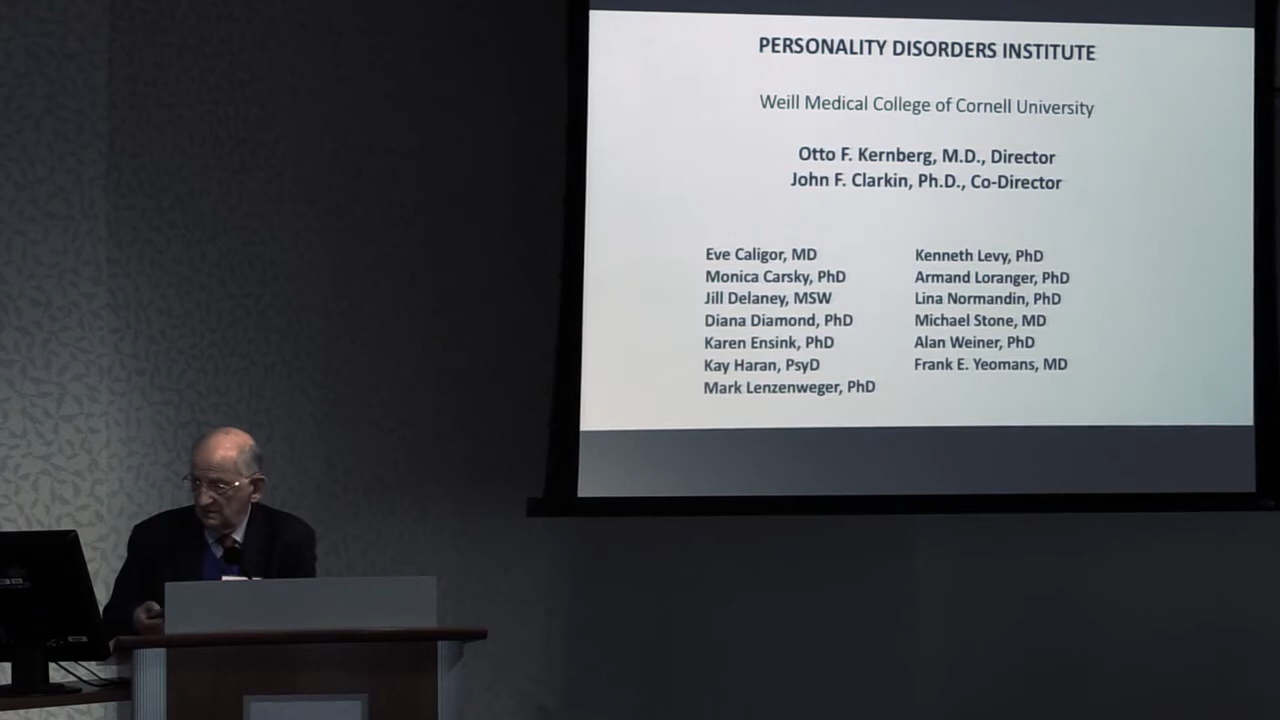 PERSONALITY DISORDERS INSTITUTE
Weill Medical College of Cornell University
Otto F. Kernberg, M.D., Director
John F. Clarkin, Ph.D., Co-Director
Eve Caligor, MD
Monica Carsky, PhD
Jill Delaney, MSW
Diana Diamond, PhD
Karen Ensink, PhD
Kay Haran, PsyD
Mark Lenzenweger, PhD
Kenneth Levy, PhD
Armand Loranger, PhD
Lina Normandin, PhD
Michael Stone, MD
Alan Weiner, PhD
Frank E. Yeomans, MD